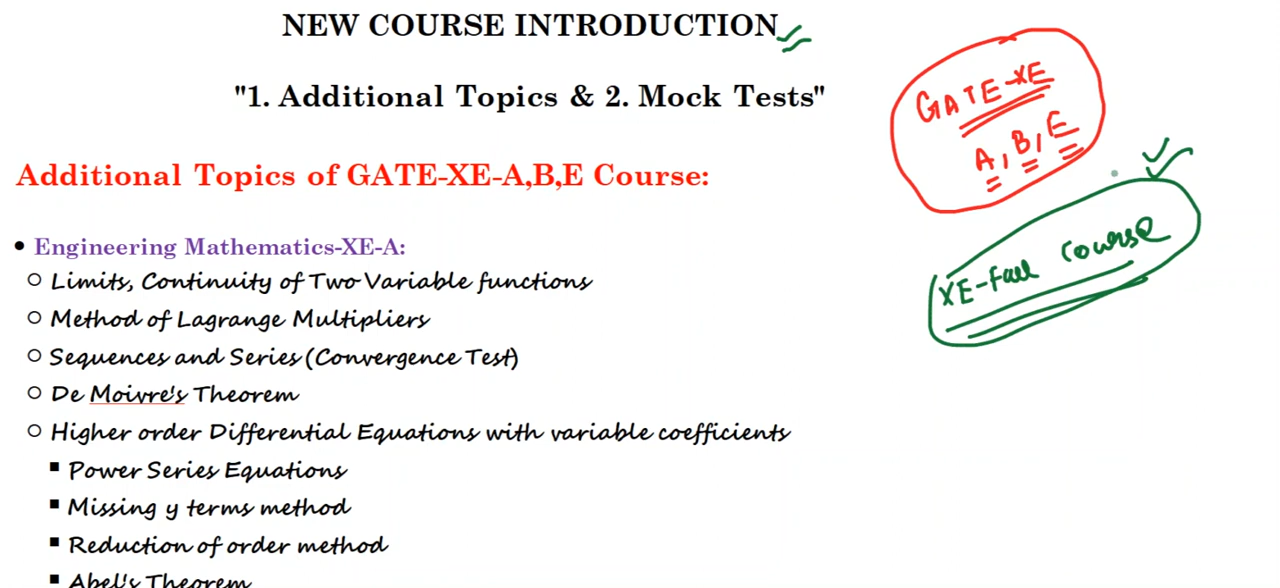 NEW COURSE INTRODUCTION
"1. Additional Topics & 2. Mock Tests"
Additional Topics of GATE-XE-A,B,E Course:
• Engineering Mathematics-XE-A:
○ Limits, Continuity of Two Variable functions
○ Method of Lagrange Multipliers
○ Sequences and Series (Convergence Test)
○ De Moivre's Theorem
○ Higher order Differential Equations with variable coefficients
▪ Power Series Equations
▪ Missing y terms method
▪ Reduction of order method
▪ Abel's Theorem
GATE-XE
A, B, E
XE-Full Course